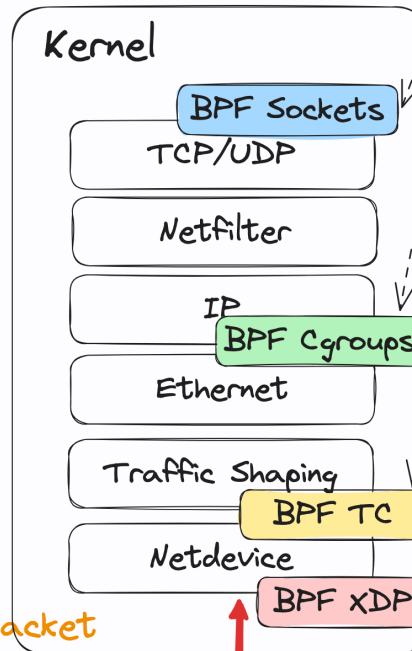 Kernel
BPF Sockets
TCP/UDP
Netfilter
IP
BPF Cgroups
Ethernet
Traffic Shaping
BPF TC
Netdevice
BPF XDP
acket